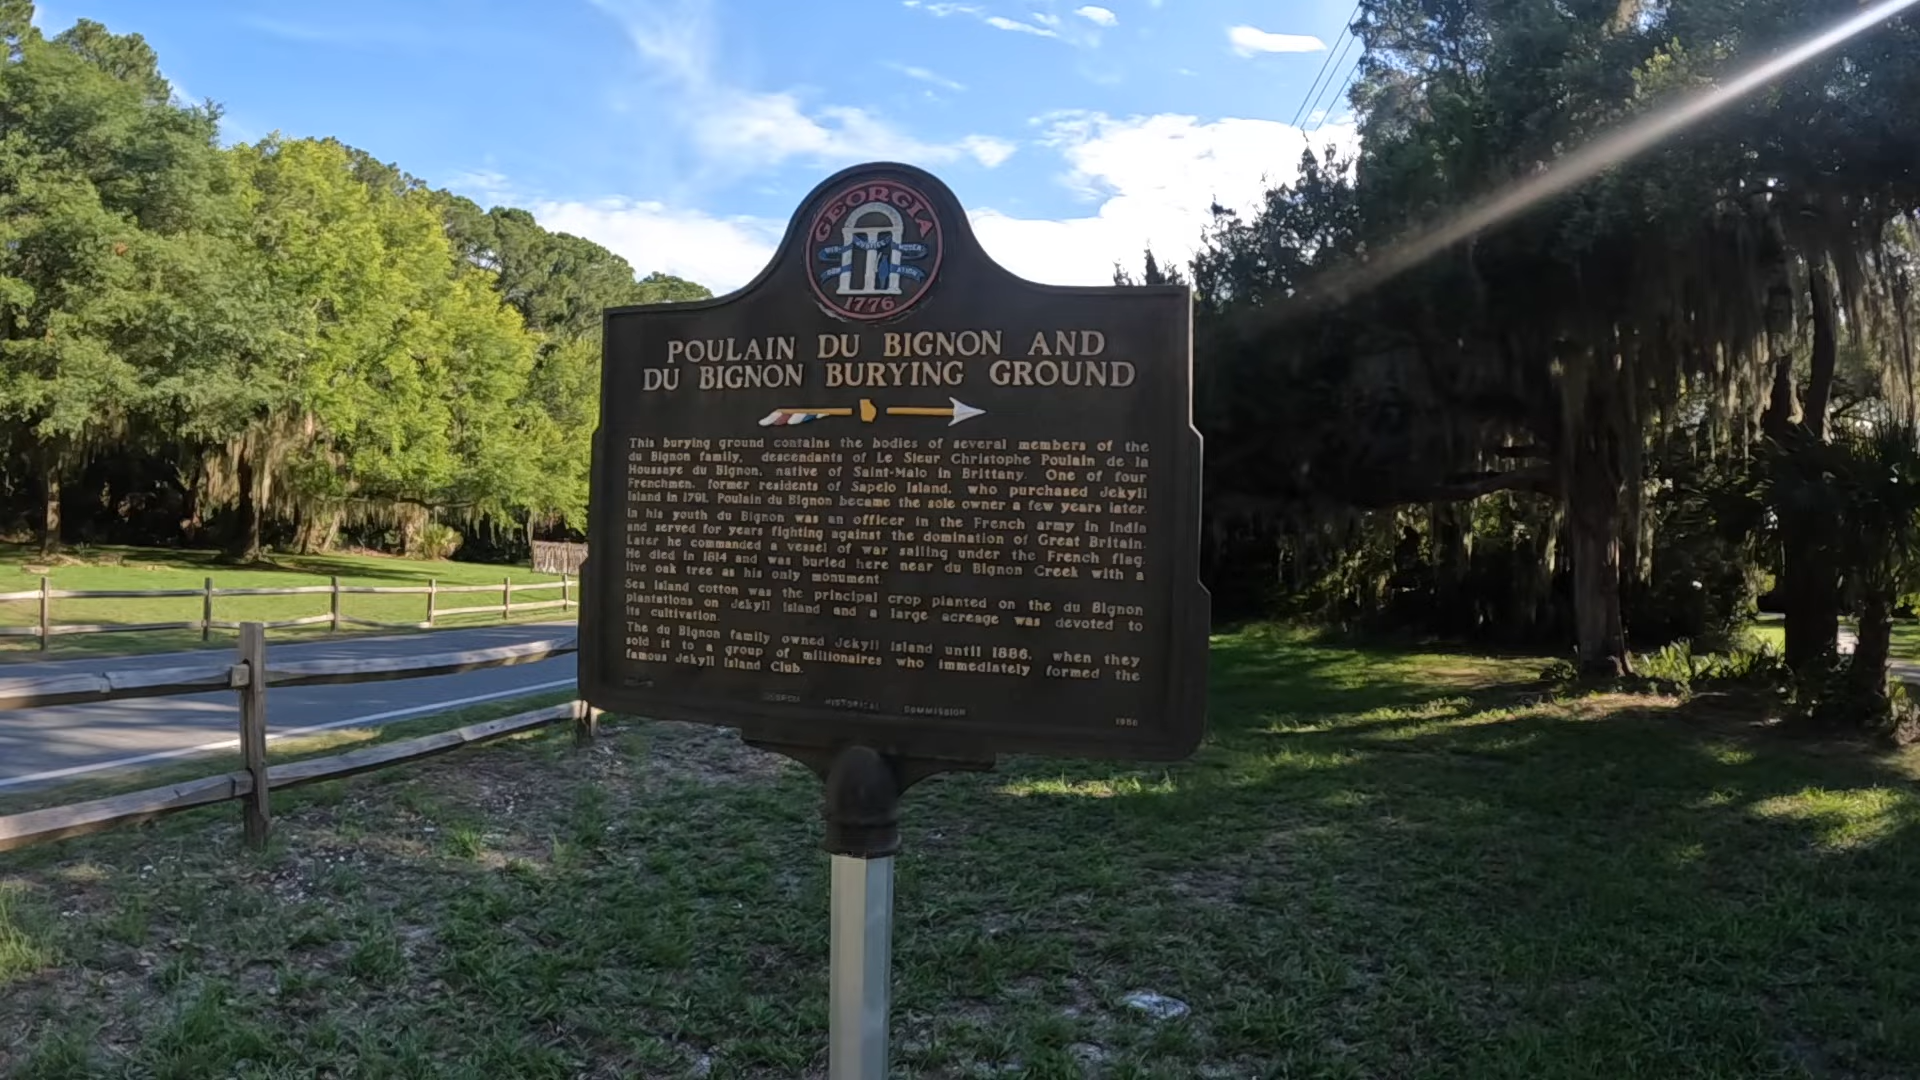 GEORGIA
1776
POULAIN DU BIGNON AND
DU BIGNON BURYING GROUND
This burying ground contains the bodies of several members of the
du Bignon family, descendants of Le Sieur Christophe Poulain de la
Houssaye du Bignon, native of Saint-Malo in Brittany. One of four
Frenchmen, former residents of Sapelo Island, who purchased Jekyll
Island in 1791, Poulain du Bignon became the sole owner a few years later.
In his youth du Bignon was an officer in the French army in India
and served for years fighting against the domination of Great Britain.
Later he commanded a vessel of war sailing under the French flag.
He died in 1814 and was buried here near du Bignon Creek with a
live oak tree as his only monument.
Sea Island cotton was the principal crop planted on the du Bignon
plantations on Jekyll Island and a large acreage was devoted to
its cultivation.
The du Bignon family owned Jekyll Island until 1886, when they
sold it to a group of millionaires who immediately formed the
famous Jekyll Island Club.
HISTORICAL COMMISSION